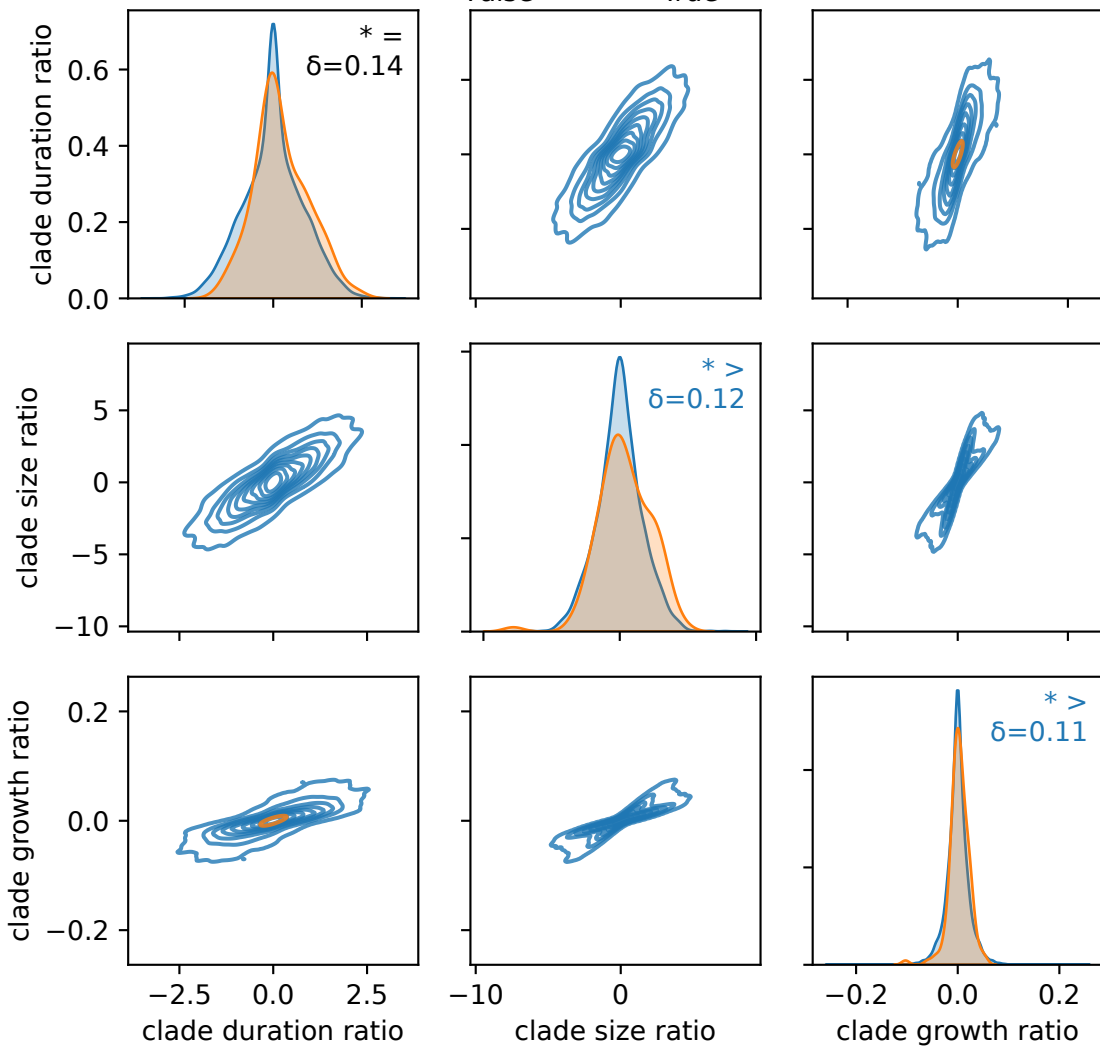 clade duration ratio
0.6
0.4
0.2
0.0
* =
δ=0.14
clade size ratio
5
0
−5
−10
* >
δ=0.12
clade growth ratio
0.2
0.0
−0.2
* >
δ=0.11
−2.5 0.0 2.5
−10 0
−0.2 0.0 0.2
clade duration ratio
clade size ratio
clade growth ratio